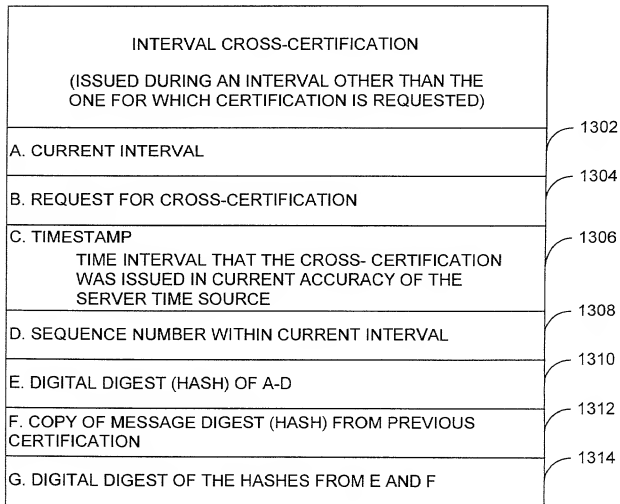 INTERVAL CROSS-CERTIFICATION
(ISSUED DURING AN INTERVAL OTHER THAN THE
ONE FOR WHICH CERTIFICATION IS REQUESTED)
1302
A. CURRENT INTERVAL
1304
B. REQUEST FOR CROSS-CERTIFICATION
1306
C. TIMESTAMP
TIME INTERVAL THAT THE CROSS- CERTIFICATION
WAS ISSUED IN CURRENT ACCURACY OF THE
SERVER TIME SOURCE
1308
D. SEQUENCE NUMBER WITHIN CURRENT INTERVAL
1310
E. DIGITAL DIGEST (HASH) OF A-D
1312
F. COPY OF MESSAGE DIGEST (HASH) FROM PREVIOUS
CERTIFICATION
1314
G. DIGITAL DIGEST OF THE HASHES FROM E AND F